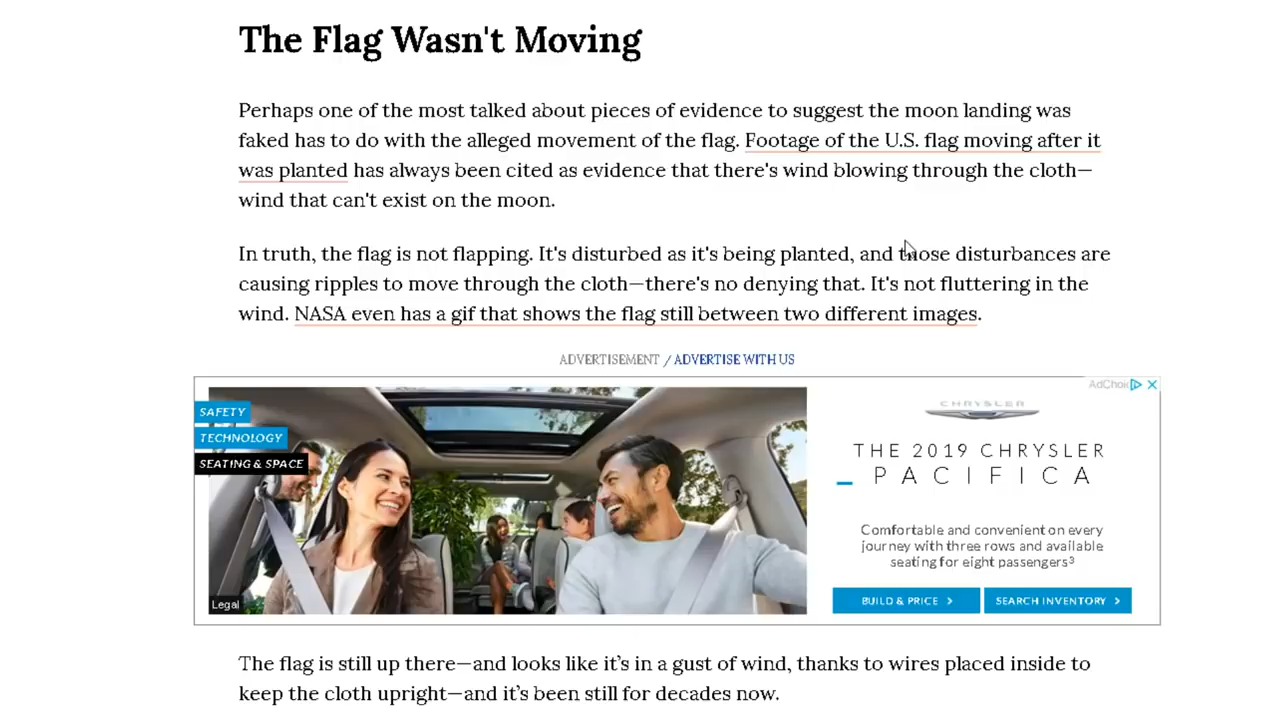 The Flag Wasn't Moving
Perhaps one of the most talked about pieces of evidence to suggest the moon landing was
faked has to do with the alleged movement of the flag. Footage of the U.S. flag moving after it
was planted has always been cited as evidence that there's wind blowing through the cloth—
wind that can't exist on the moon.
In truth, the flag is not flapping. It's disturbed as it's being planted, and those disturbances are
causing ripples to move through the cloth—there's no denying that. It's not fluttering in the
wind. NASA even has a gif that shows the flag still between two different images.
ADVERTISEMENT / ADVERTISE WITH US
AdChoi
SAFETY
TECHNOLOGY
SEATING & SPACE
Legal
CHRYSLER
THE 2019 CHRYSLER
PACIFICA
Comfortable and convenient on every
journey with three rows and available
seating for eight passengers³
BUILD & PRICE >
SEARCH INVENTORY >
The flag is still up there—and looks like it’s in a gust of wind, thanks to wires placed inside to
keep the cloth upright—and it’s been still for decades now.